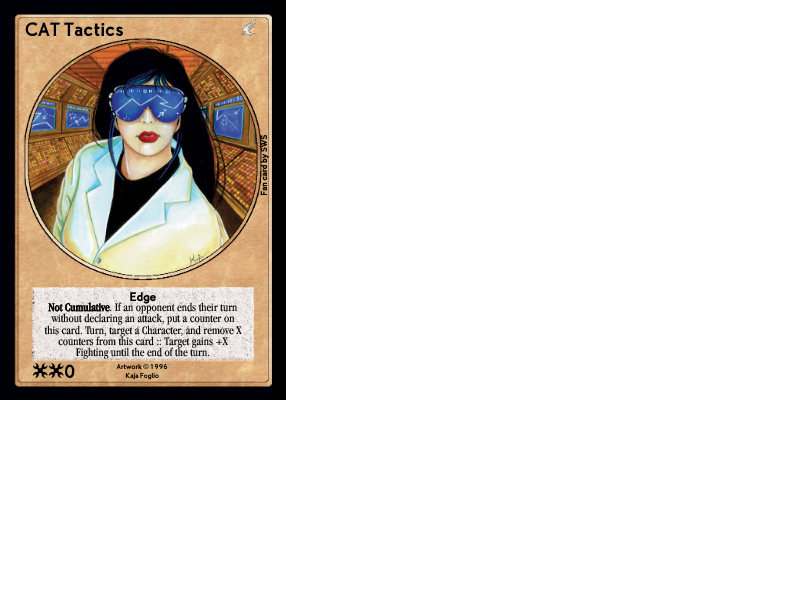 CAT Tactics
Fan card by SWS
Edge
Not Cumulative. If an opponent ends their turn
without declaring an attack, put a counter on
this card. Turn, target a Character, and remove X
counters from this card :: Target gains +X
Fighting until the end of the turn.
0
Artwork © 1996
Kaja Foglio